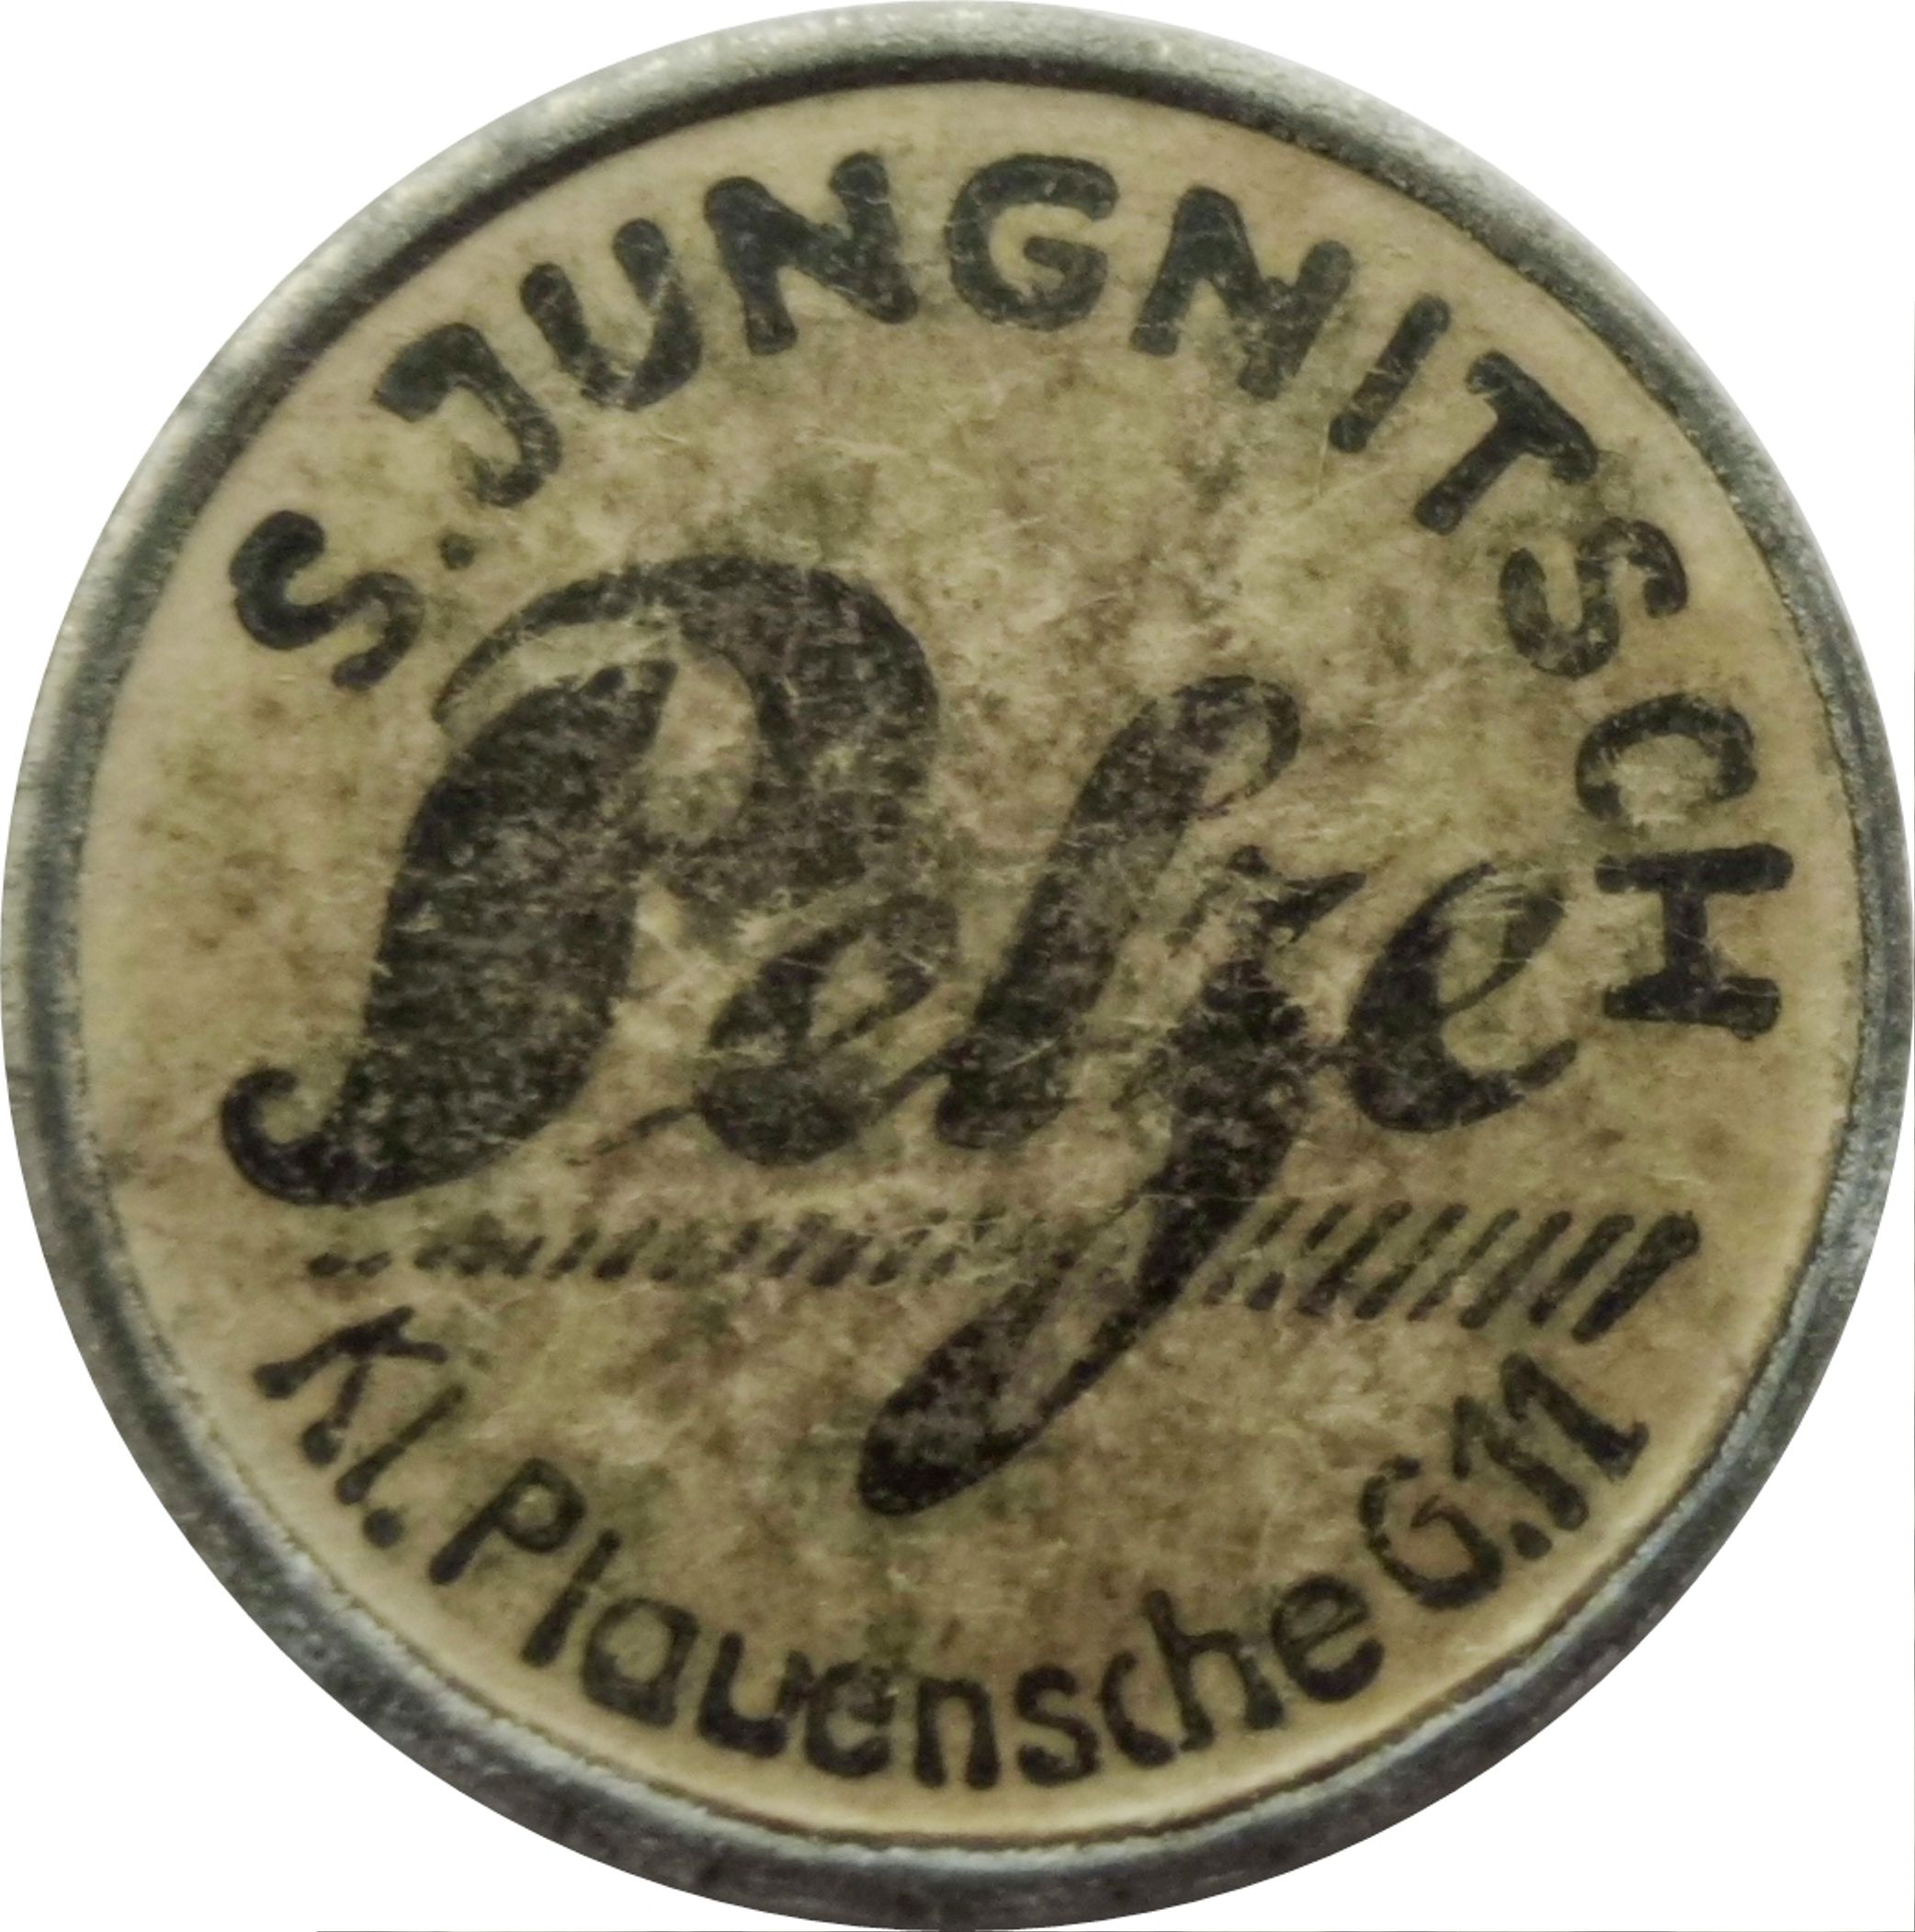 S. JUNGNITSCH
Pelze
Kl. Plauensche G. 11